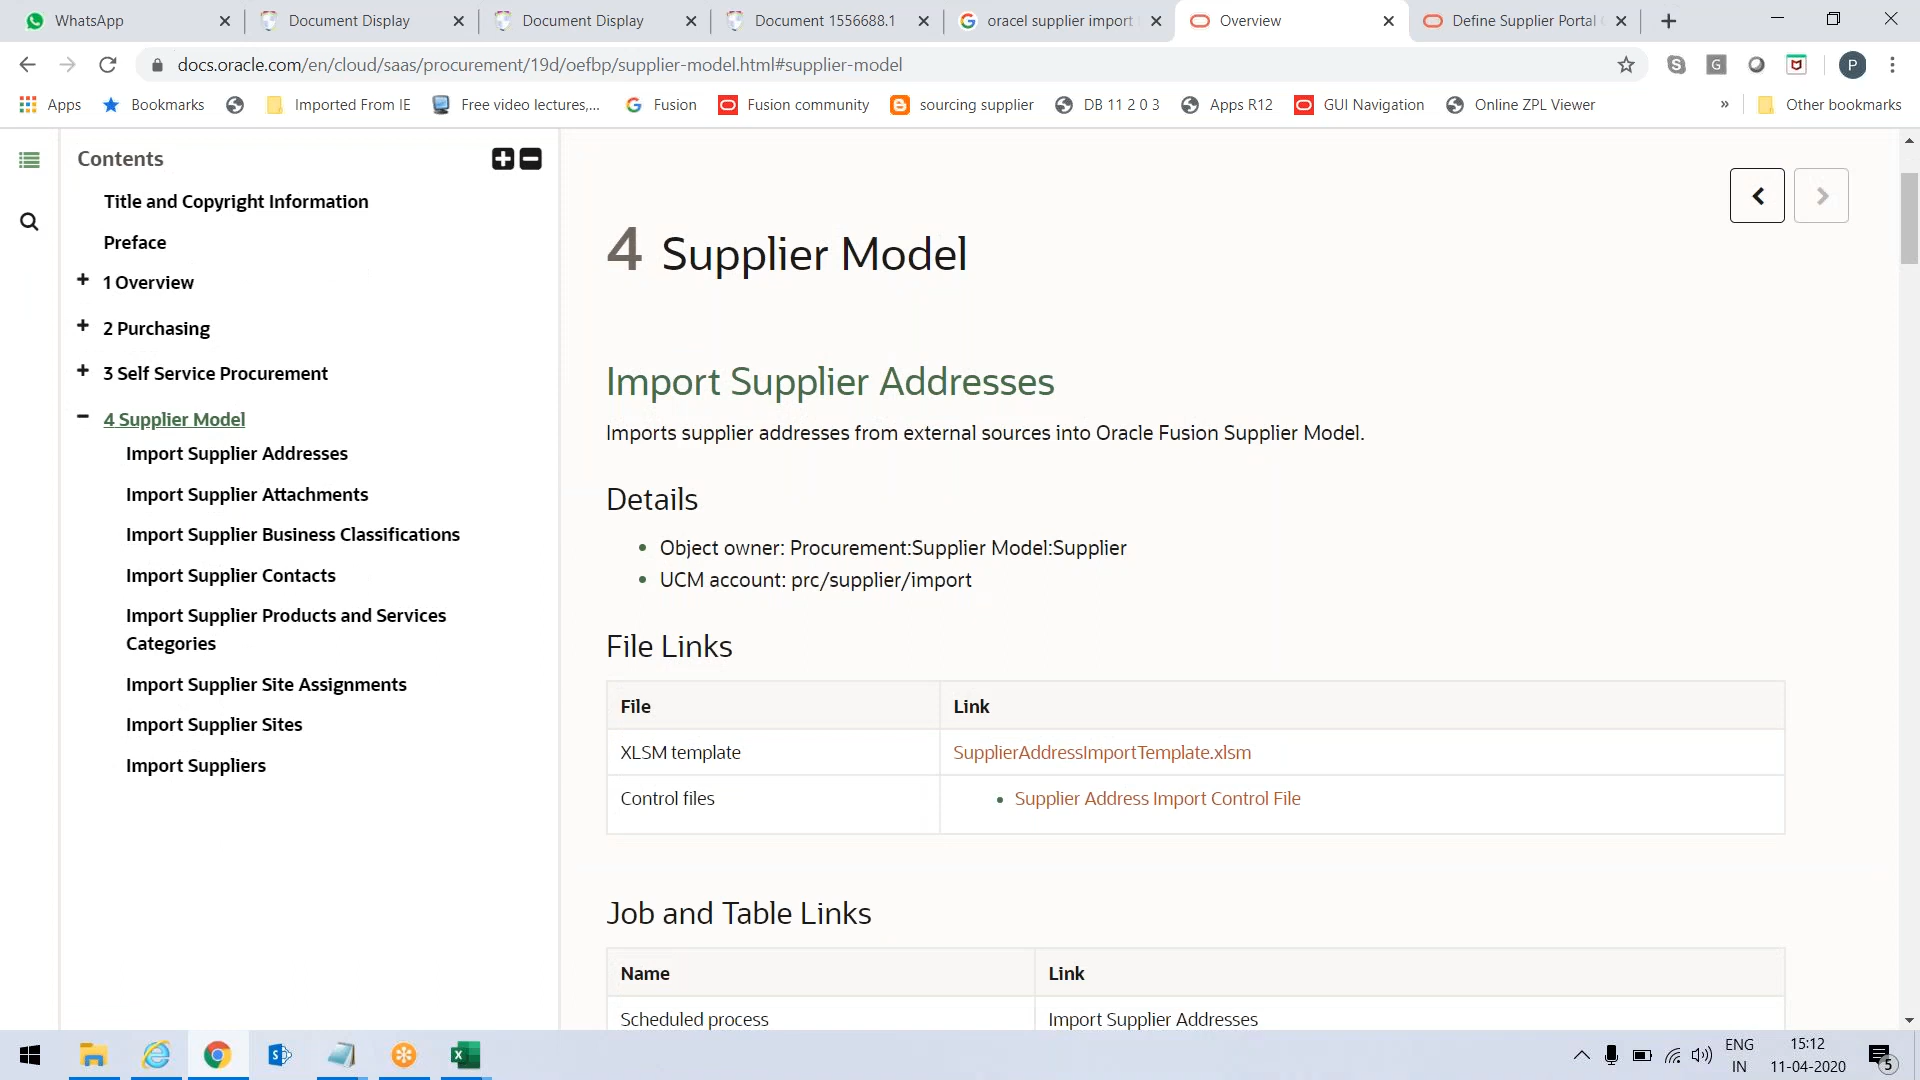 WhatsApp
Document Display
Document Display
Document 1556688.1
oracel supplier import
Overview
Define Supplier Portal
docs.oracle.com/en/cloud/saas/procurement/19d/oefbp/supplier-model.html#supplier-model
G
P
Apps
Bookmarks
Imported From IE
Free video lectures,...
Fusion
Fusion community
sourcing supplier
DB 11 2 0 3
Apps R12
GUI Navigation
Online ZPL Viewer
»
Other bookmarks
Contents
Title and Copyright Information
Preface
+ 1 Overview
+ 2 Purchasing
+ 3 Self Service Procurement
− 4 Supplier Model
Import Supplier Addresses
Import Supplier Attachments
Import Supplier Business Classifications
Import Supplier Contacts
Import Supplier Products and Services
Categories
Import Supplier Site Assignments
Import Supplier Sites
Import Suppliers
4 Supplier Model
Import Supplier Addresses
Imports supplier addresses from external sources into Oracle Fusion Supplier Model.
Details
• Object owner: Procurement:Supplier Model:Supplier
• UCM account: prc/supplier/import
File Links
File Link
XLSM template SupplierAddressImportTemplate.xlsm
Control files • Supplier Address Import Control File
Job and Table Links
Name Link
Scheduled process Import Supplier Addresses
ENG
IN
15:12
11-04-2020
5